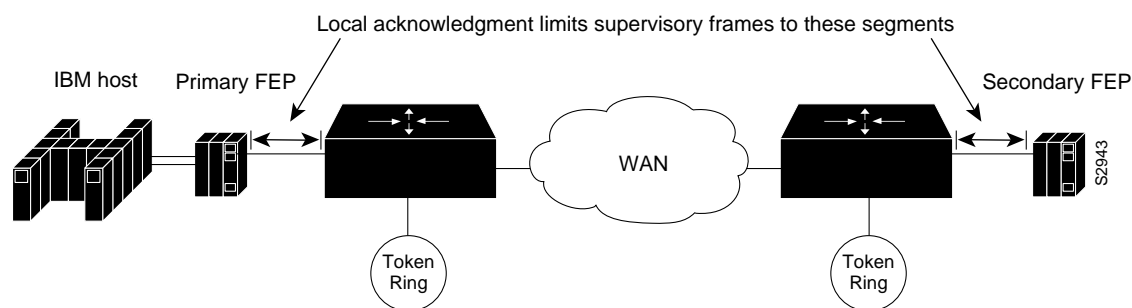 Local acknowledgment limits supervisory frames to these segments
IBM host
Primary FEP
Secondary FEP
WAN
S2943
Token
Ring
Token
Ring